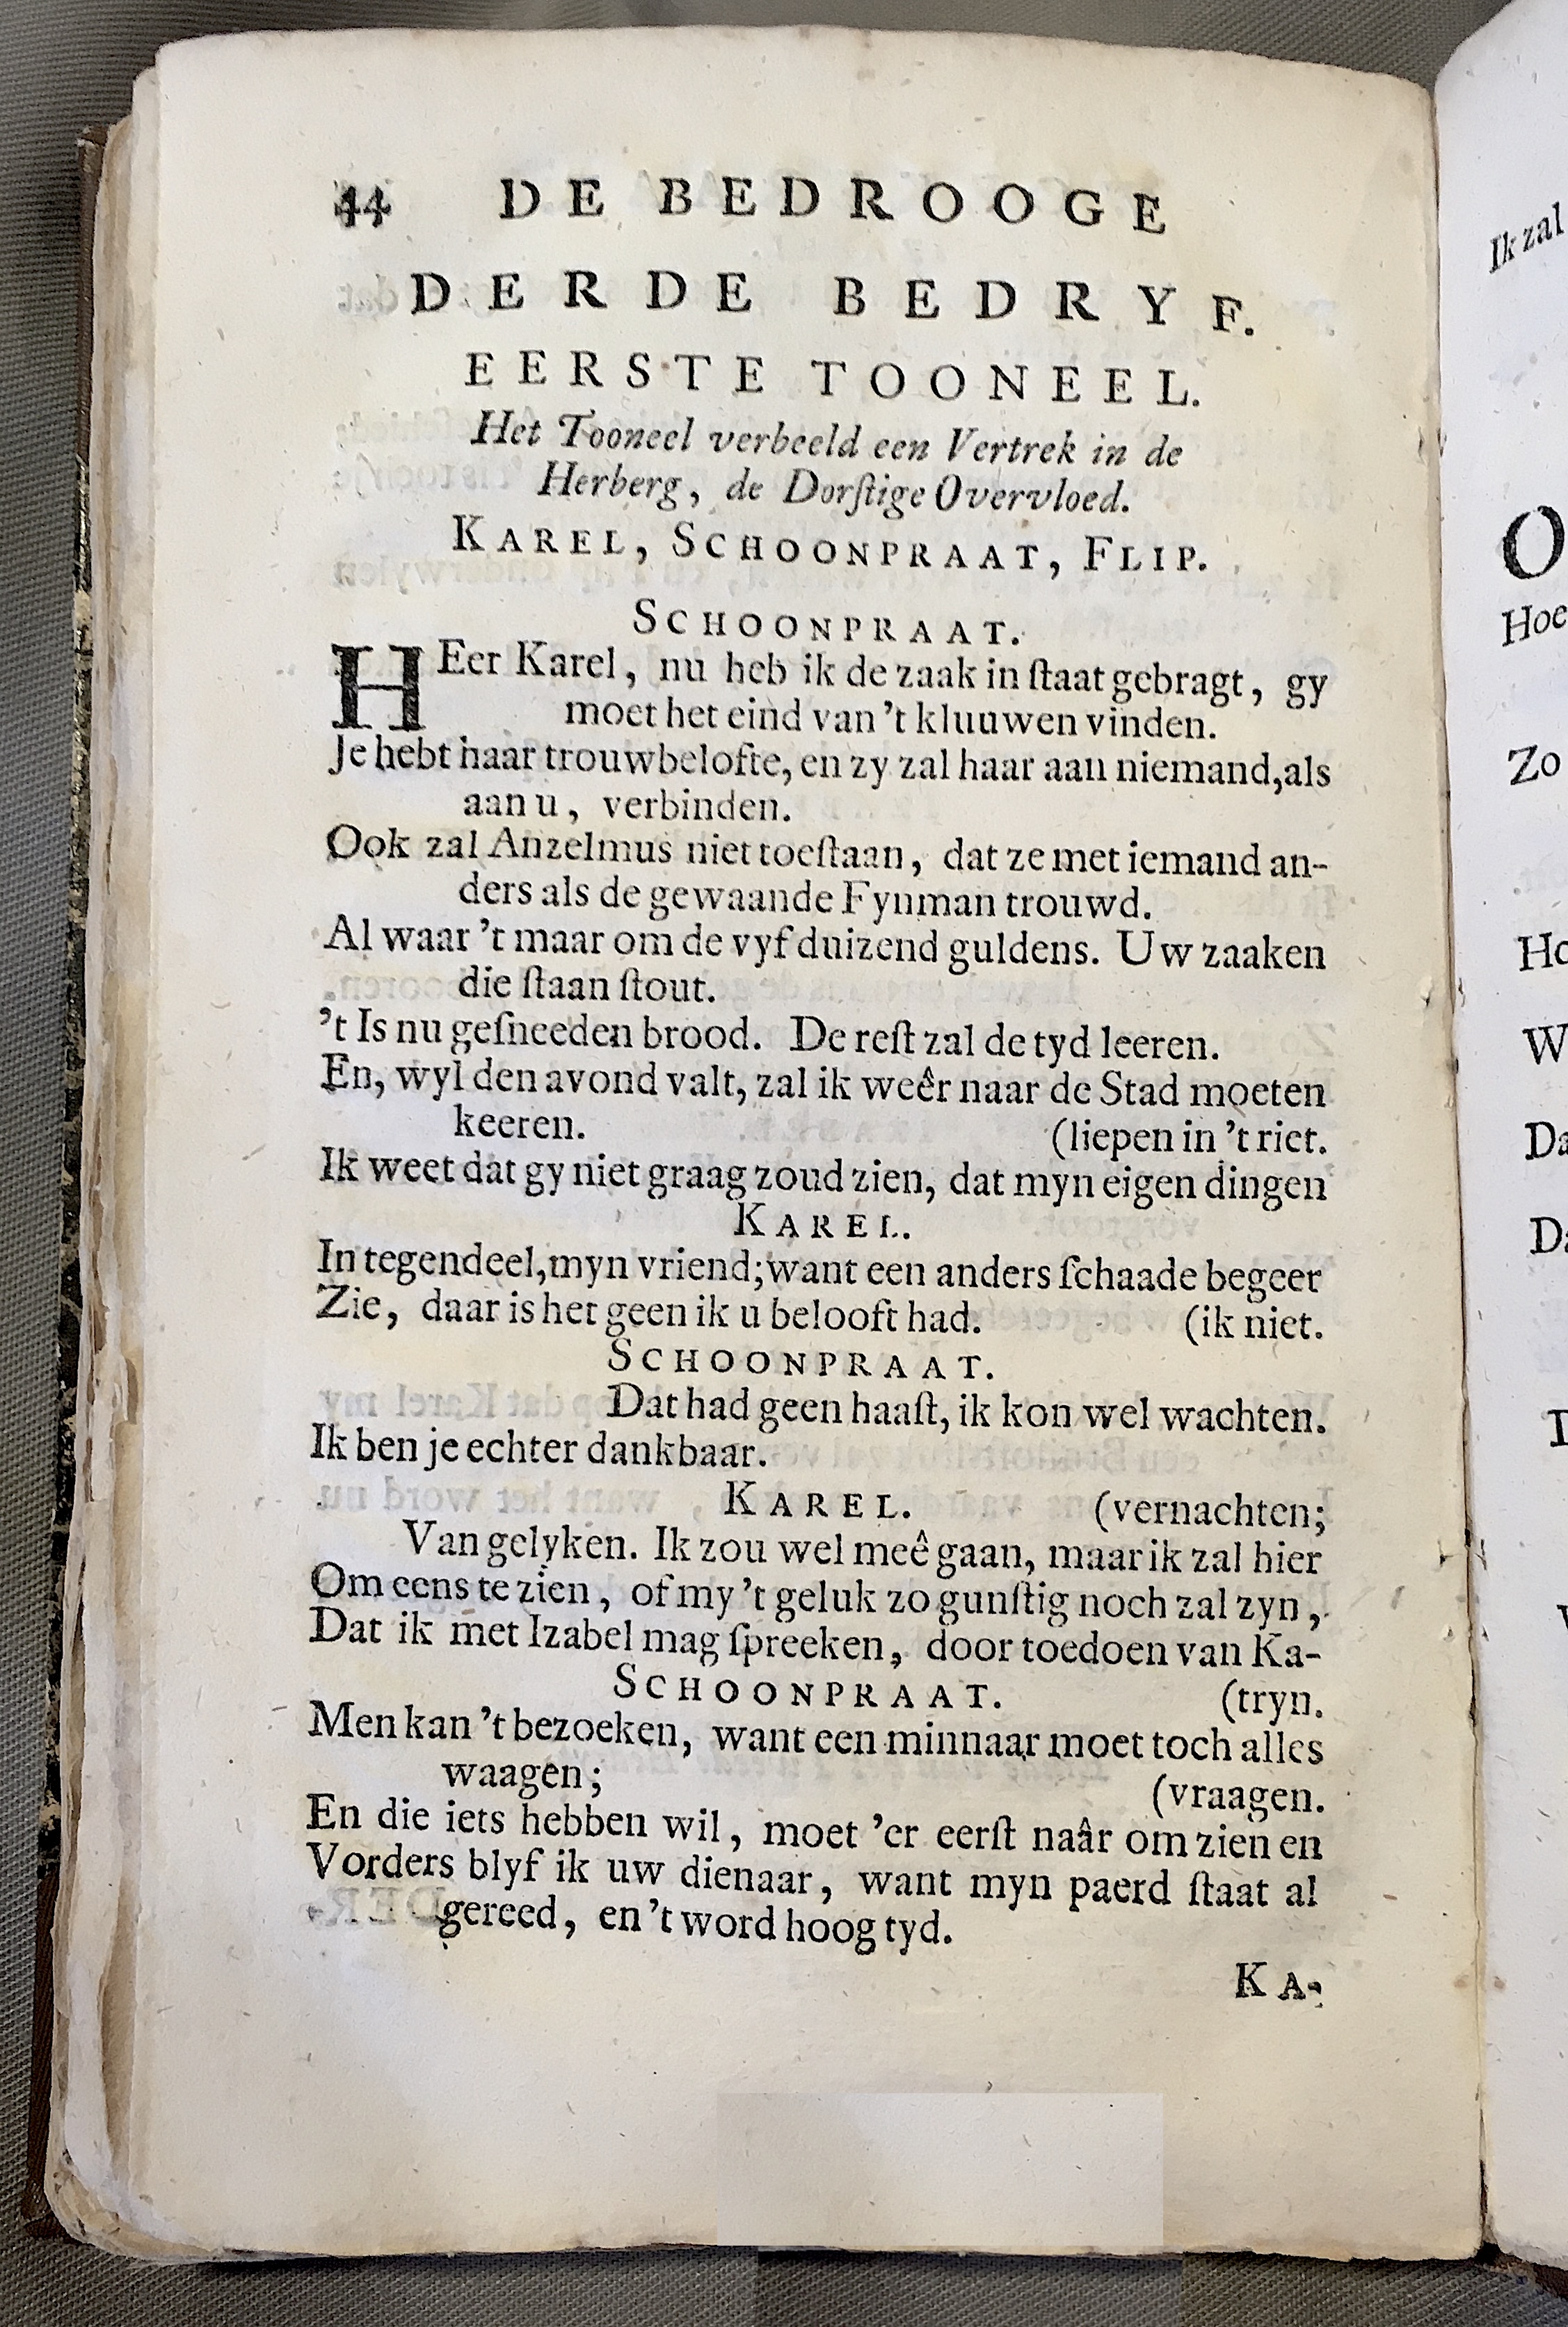 44 DE BEDROOGE
DERDE BEDRYF.
EERSTE TOONEEL.
Het Tooneel verbeeld een Vertrek in de
Herberg, de Dorſtige Overvloed.
KAREL, SCHOONPRAAT, FLIP.
SCHOONPRAAT.
HEer Karel, nu heb ik de zaak in ſtaat gebragt, gy
moet het eind van 't kluuwen vinden.
Je hebt haar trouwbelofte, en zy zal haar aan niemand, als
aan u, verbinden.
Ook zal Anzelmus niet toeſtaan, dat ze met iemand an-
ders als de gewaande Fynman trouwd.
Al waar 't maar om de vyf duizend guldens. Uw zaaken
die ſtaan ſtout.
't Is nu geſneeden brood. De reſt zal de tyd leeren.
En, wyl den avond valt, zal ik weêr naar de Stad moeten
keeren. (liepen in 't riet.
Ik weet dat gy niet graag zoud zien, dat myn eigen dingen
KAREL.
In tegendeel, myn vriend; want een anders ſchaade begeer
Zie, daar is het geen ik u belooft had. (ik niet.
SCHOONPRAAT.
Dat had geen haaſt, ik kon wel wachten.
Ik ben je echter dankbaar.
KAREL. (vernachten;
Van gelyken. Ik zou wel meê gaan, maar ik zal hier
Om eens te zien, of my 't geluk zo gunſtig noch zal zyn,
Dat ik met Izabel mag ſpreeken, door toedoen van Ka-
SCHOONPRAAT. (tryn.
Men kan 't bezoeken, want een minnaar moet toch alles
waagen; (vraagen.
En die iets hebben wil, moet 'er eerſt naâr om zien en
Vorders blyf ik uw dienaar, want myn paerd ſtaat al
gereed, en 't word hoog tyd.
KA-
Ik zal
O
Hoe
Zo
Ho
W
Da
Da